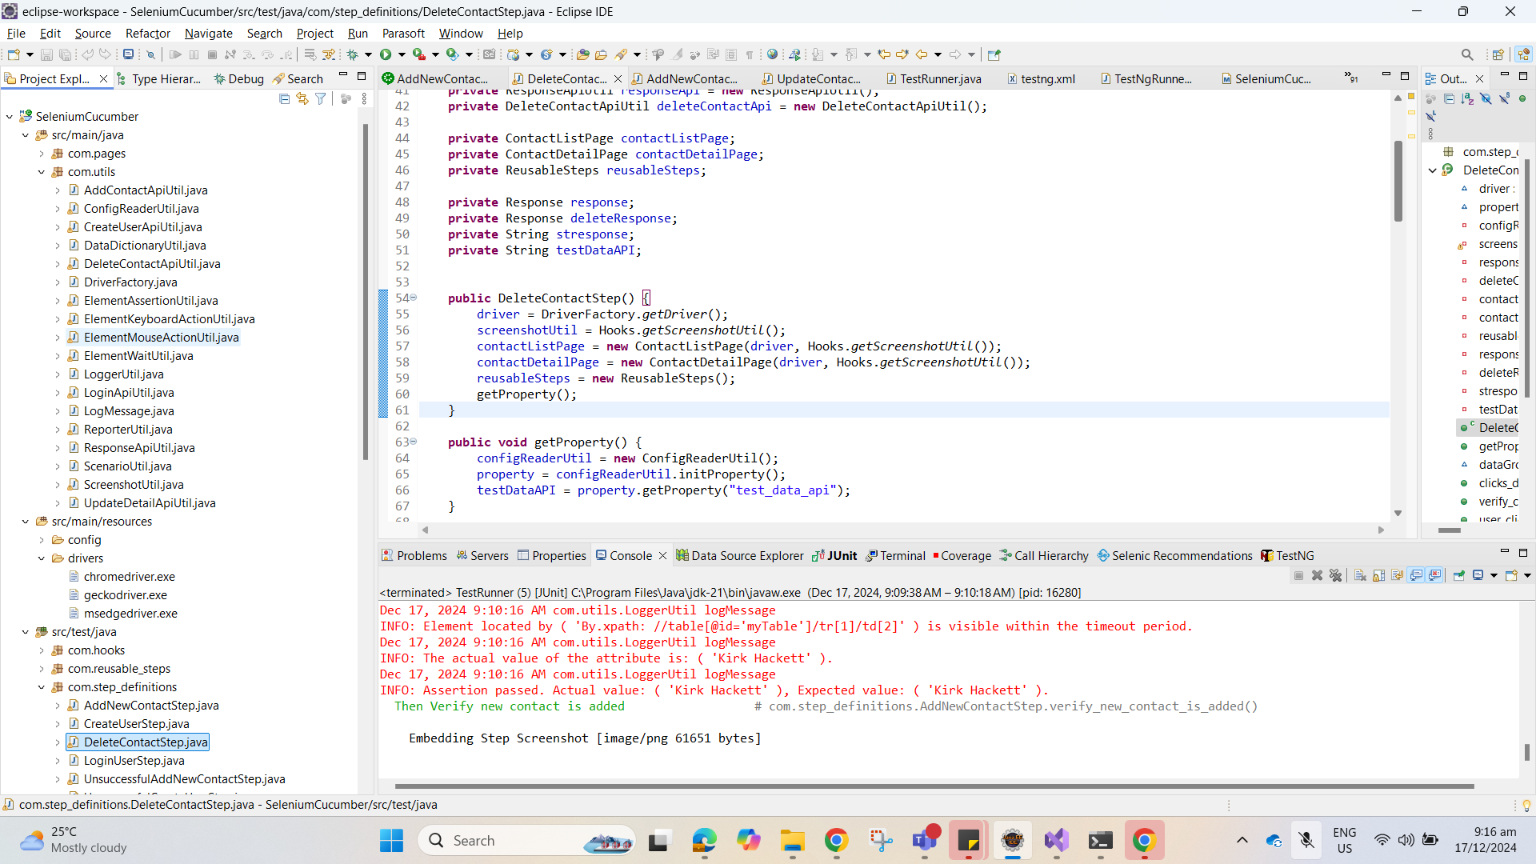 eclipse-workspace - SeleniumCucumber/src/test/java/com/step_definitions/DeleteContactStep.java - Eclipse IDE
File Edit Source Refactor Navigate Search Project Run Parasoft Window Help
Project Expl... Type Hierar... Debug Search
AddNewContac... DeleteContac... AddNewContac... UpdateContac... TestRunner.java testng.xml TestNgRunne... SeleniumCuc... 91
Out...
SeleniumCucumber
src/main/java
com.pages
com.utils
AddContactApiUtil.java
ConfigReaderUtil.java
CreateUserApiUtil.java
DataDictionaryUtil.java
DeleteContactApiUtil.java
DriverFactory.java
ElementAssertionUtil.java
ElementKeyboardActionUtil.java
ElementMouseActionUtil.java
ElementWaitUtil.java
LoggerUtil.java
LoginApiUtil.java
LogMessage.java
ReporterUtil.java
ResponseApiUtil.java
ScenarioUtil.java
ScreenshotUtil.java
UpdateDetailApiUtil.java
src/main/resources
config
drivers
chromedriver.exe
geckodriver.exe
msedgedriver.exe
src/test/java
com.hooks
com.reusable_steps
com.step_definitions
AddNewContactStep.java
CreateUserStep.java
DeleteContactStep.java
LoginUserStep.java
UnsuccessfulAddNewContactStep.java
41 private ResponseApiUtil responseApi = new ResponseApiUtil();
42 private DeleteContactApiUtil deleteContactApi = new DeleteContactApiUtil();
43
44 private ContactListPage contactListPage;
45 private ContactDetailPage contactDetailPage;
46 private ReusableSteps reusableSteps;
47
48 private Response response;
49 private Response deleteResponse;
50 private String stresponse;
51 private String testDataAPI;
52
53
54 public DeleteContactStep() {
55 driver = DriverFactory.getDriver();
56 screenshotUtil = Hooks.getScreenshotUtil();
57 contactListPage = new ContactListPage(driver, Hooks.getScreenshotUtil());
58 contactDetailPage = new ContactDetailPage(driver, Hooks.getScreenshotUtil());
59 reusableSteps = new ReusableSteps();
60 getProperty();
61 }
62
63 public void getProperty() {
64 configReaderUtil = new ConfigReaderUtil();
65 property = configReaderUtil.initProperty();
66 testDataAPI = property.getProperty("test_data_api");
67 }
68
com.step_d
DeleteCon
driver :
propert
configR
screens
respons
deleteC
contact
contact
reusabl
respons
deleteR
strespo
testDat
DeleteC
getProp
dataGro
clicks_d
verify_c
user_cli
Problems Servers Properties Console Data Source Explorer JUnit Terminal Coverage Call Hierarchy Selenic Recommendations TestNG
<terminated> TestRunner (5) [JUnit] C:\Program Files\Java\jdk-21\bin\javaw.exe (Dec 17, 2024, 9:09:38 AM – 9:10:18 AM) [pid: 16280]
Dec 17, 2024 9:10:16 AM com.utils.LoggerUtil logMessage
INFO: Element located by ( 'By.xpath: //table[@id='myTable']/tr[1]/td[2]' ) is visible within the timeout period.
Dec 17, 2024 9:10:16 AM com.utils.LoggerUtil logMessage
INFO: The actual value of the attribute is: ( 'Kirk Hackett' ).
Dec 17, 2024 9:10:16 AM com.utils.LoggerUtil logMessage
INFO: Assertion passed. Actual value: ( 'Kirk Hackett' ), Expected value: ( 'Kirk Hackett' ).
Then Verify new contact is added # com.step_definitions.AddNewContactStep.verify_new_contact_is_added()
Embedding Step Screenshot [image/png 61651 bytes]
com.step_definitions.DeleteContactStep.java - SeleniumCucumber/src/test/java
25°C
Mostly cloudy
Search
ENG
US
9:16 am
17/12/2024